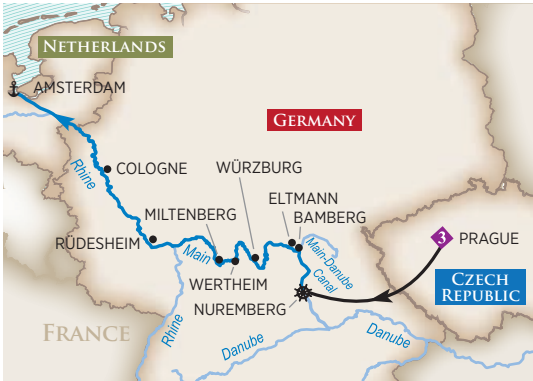 NETHERLANDS
AMSTERDAM
GERMANY
Rhine
COLOGNE
WÜRZBURG
ELTMANN
MILTENBERG
BAMBERG
RÜDESHEIM
Main
Main-Danube
Canal
3
PRAGUE
WERTHEIM
NUREMBERG
CZECH
REPUBLIC
FRANCE
Rhine
Danube
Danube